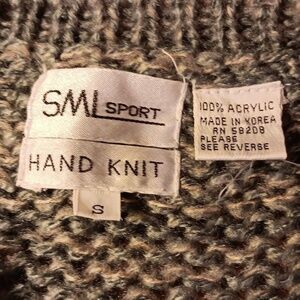 SML SPORT
HAND KNIT
S
100% ACRYLIC
MADE IN KOREA
RN 58208
PLEASE
SEE REVERSE